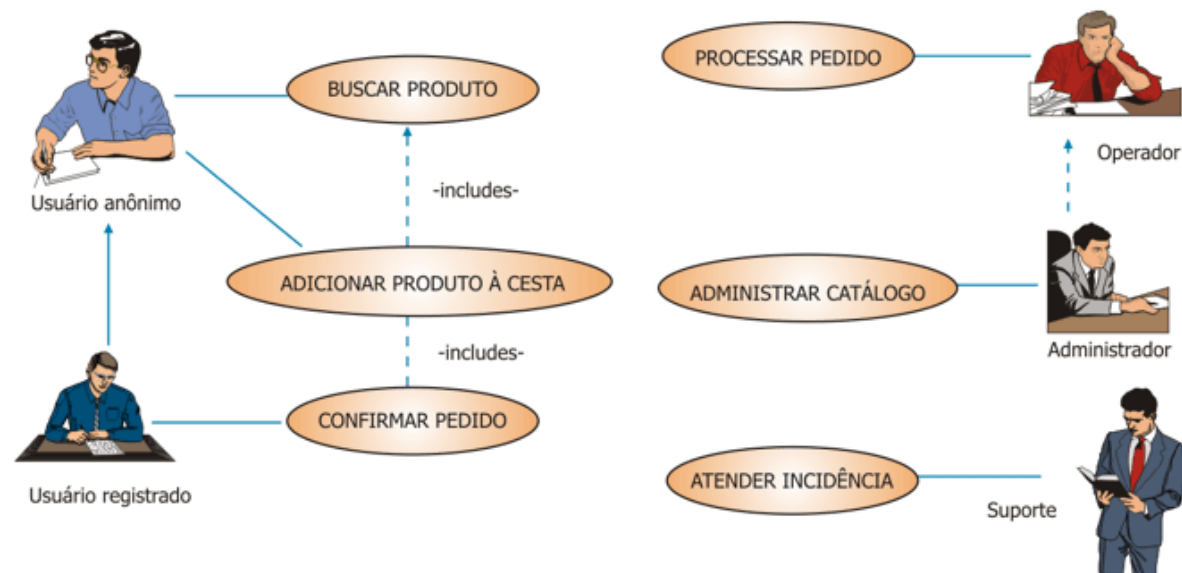 BUSCAR PRODUTO
Usuário anônimo
-includes-
ADICIONAR PRODUTO À CESTA
-includes-
CONFIRMAR PEDIDO
Usuário registrado
PROCESSAR PEDIDO
Operador
ADMINISTRAR CATÁLOGO
Administrador
ATENDER INCIDÊNCIA
Suporte